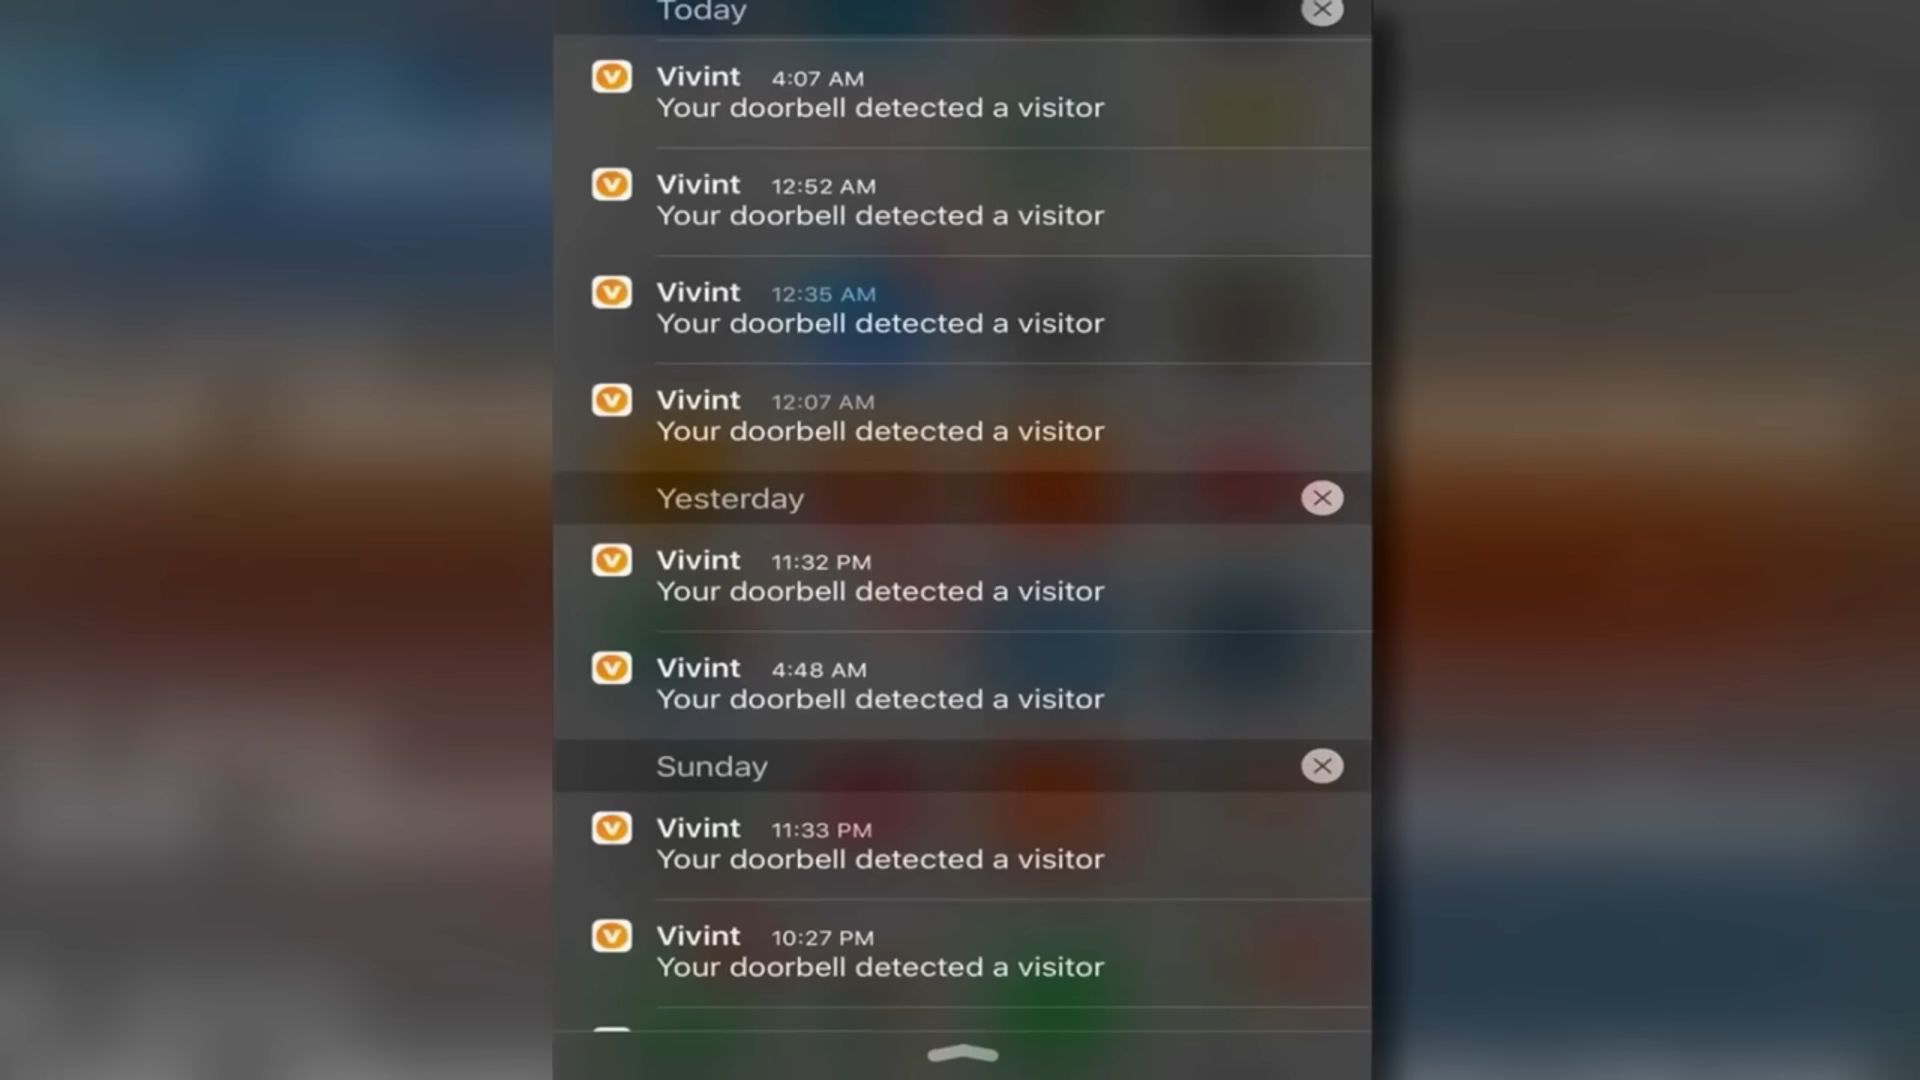 Today
Vivint 4:07 AM
Your doorbell detected a visitor
Vivint 12:52 AM
Your doorbell detected a visitor
Vivint 12:35 AM
Your doorbell detected a visitor
Vivint 12:07 AM
Your doorbell detected a visitor
Yesterday
Vivint 11:32 PM
Your doorbell detected a visitor
Vivint 4:48 AM
Your doorbell detected a visitor
Sunday
Vivint 11:33 PM
Your doorbell detected a visitor
Vivint 10:27 PM
Your doorbell detected a visitor